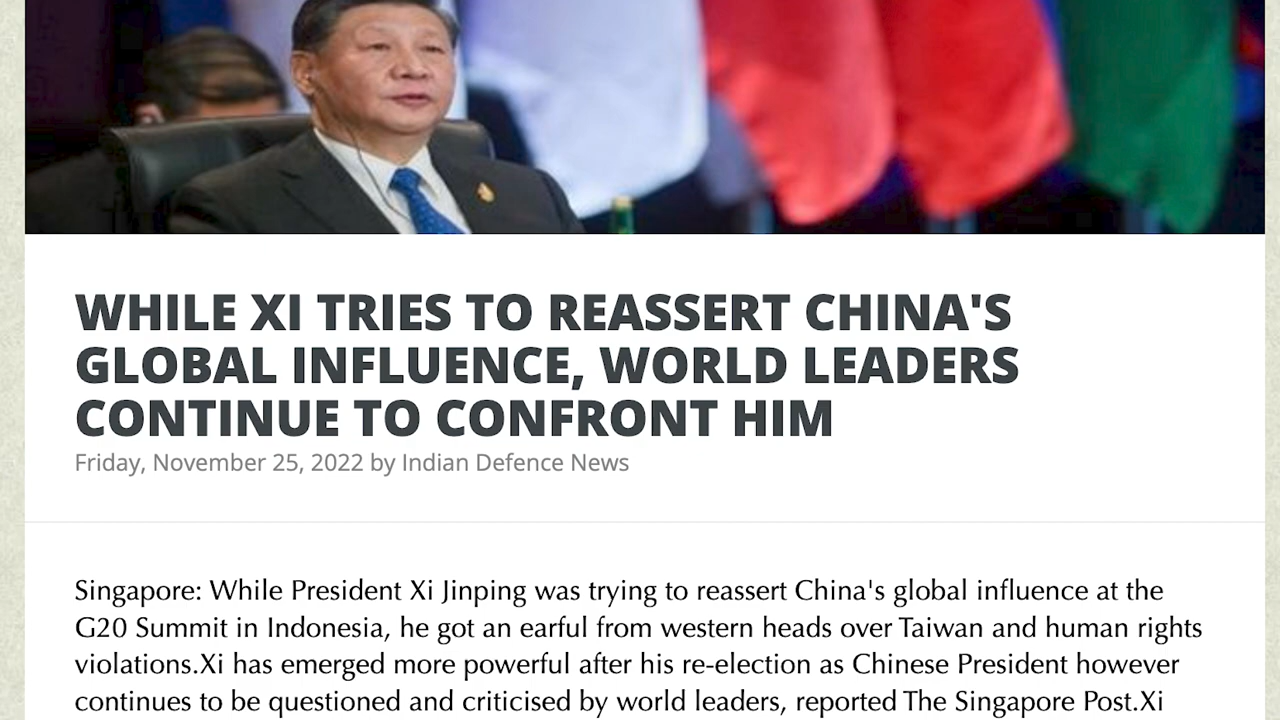 WHILE XI TRIES TO REASSERT CHINA'S
GLOBAL INFLUENCE, WORLD LEADERS
CONTINUE TO CONFRONT HIM
Friday, November 25, 2022 by Indian Defence News
Singapore: While President Xi Jinping was trying to reassert China's global influence at the
G20 Summit in Indonesia, he got an earful from western heads over Taiwan and human rights
violations.Xi has emerged more powerful after his re-election as Chinese President however
continues to be questioned and criticised by world leaders, reported The Singapore Post.Xi